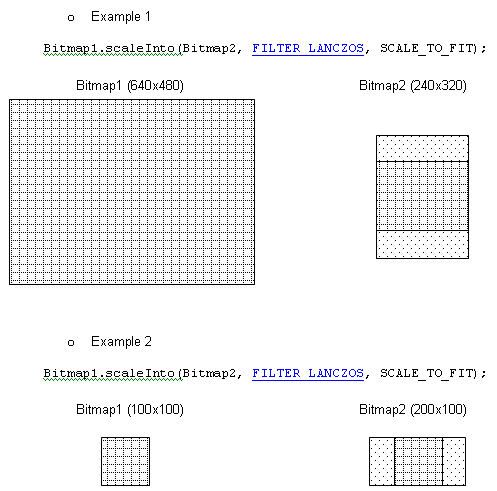 o Example 1
Bitmap1.scaleInto(Bitmap2, FILTER_LANCZOS, SCALE_TO_FIT);
Bitmap1 (640x480) Bitmap2 (240x320)
o Example 2
Bitmap1.scaleInto(Bitmap2, FILTER_LANCZOS, SCALE_TO_FIT);
Bitmap1 (100x100) Bitmap2 (200x100)